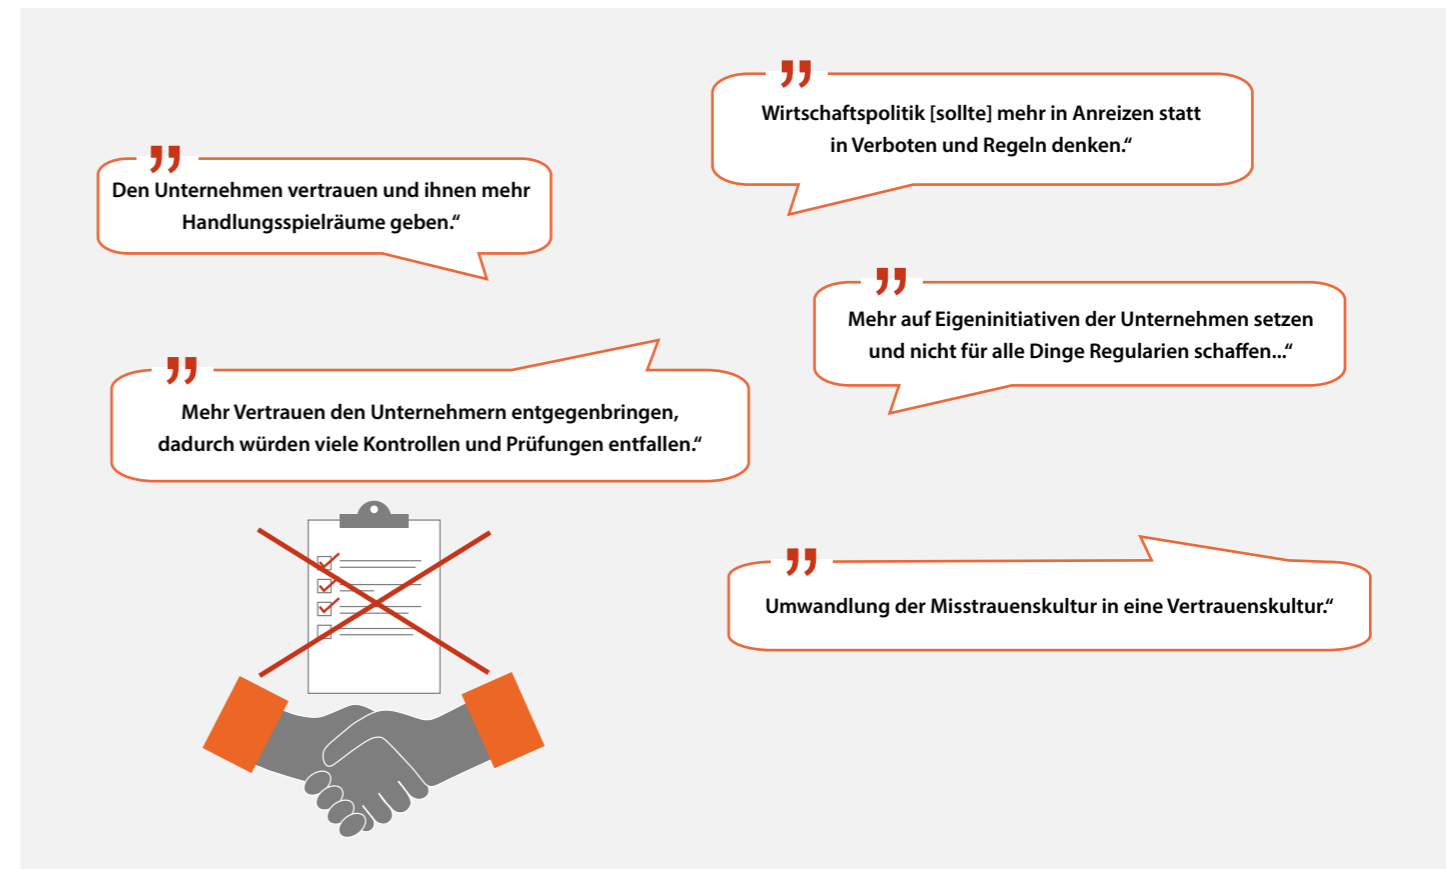 ”
Den Unternehmen vertrauen und ihnen mehr
Handlungsspielräume geben.“
”
Wirtschaftspolitik [sollte] mehr in Anreizen statt
in Verboten und Regeln denken.“
”
Mehr auf Eigeninitiativen der Unternehmen setzen
und nicht für alle Dinge Regularien schaffen...“
”
Mehr Vertrauen den Unternehmern entgegenbringen,
dadurch würden viele Kontrollen und Prüfungen entfallen.“
”
Umwandlung der Misstrauenskultur in eine Vertrauenskultur.“